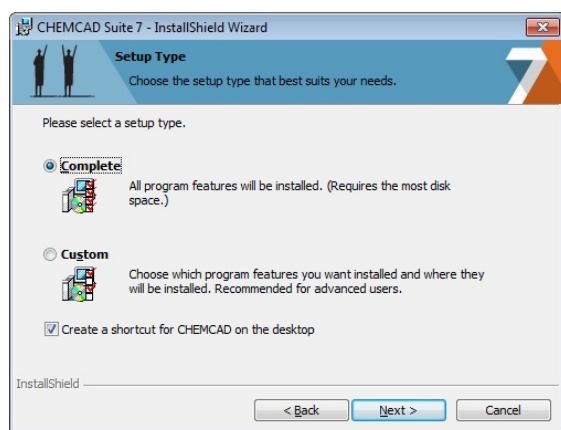 CHEMCAD Suite 7 - InstallShield Wizard
Setup Type
Choose the setup type that best suits your needs.
7
Please select a setup type.
Complete
All program features will be installed. (Requires the most disk
space.)
Custom
Choose which program features you want installed and where they
will be installed. Recommended for advanced users.
Create a shortcut for CHEMCAD on the desktop
InstallShield
< Back
Next >
Cancel